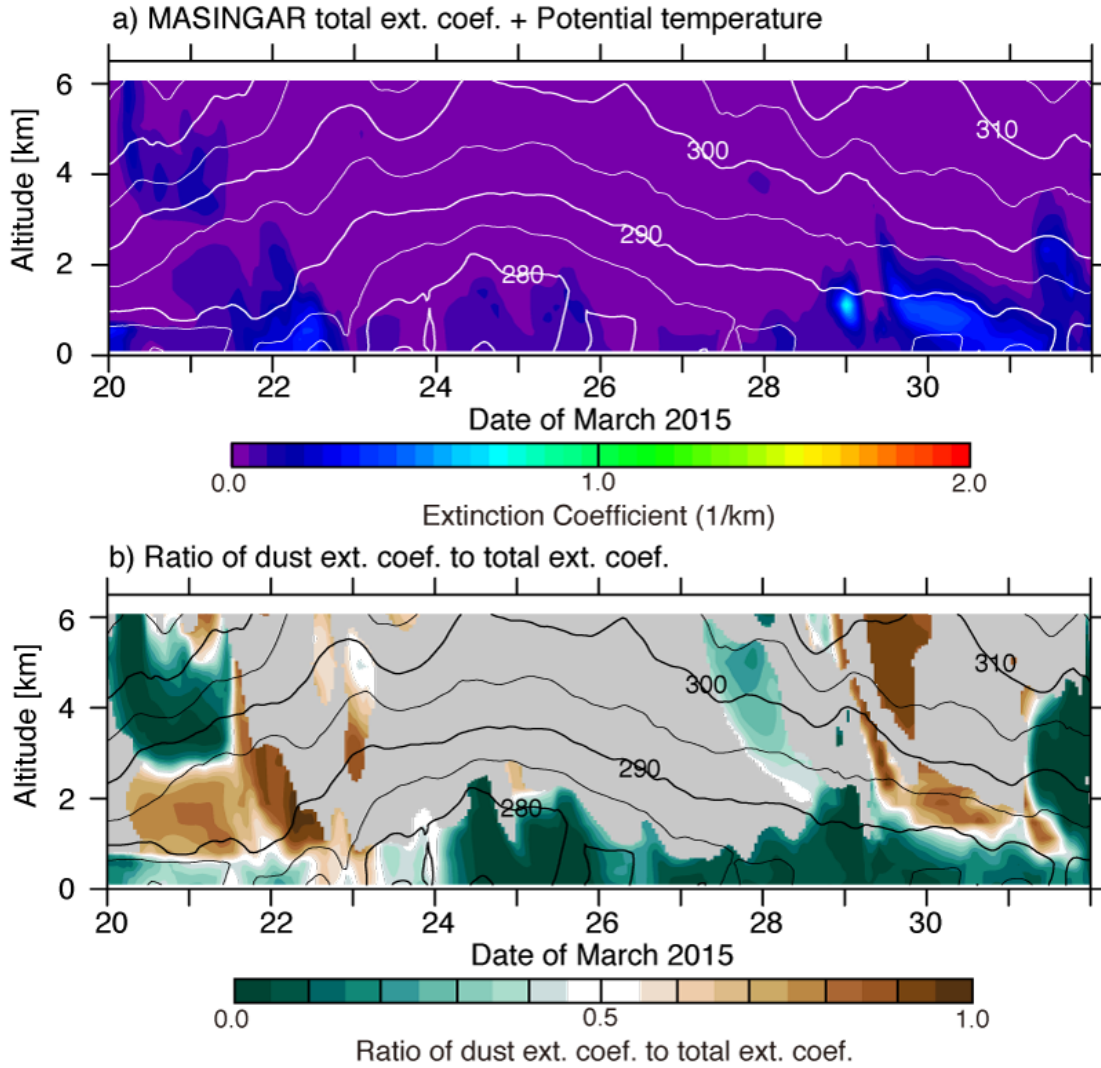 a) MASINGAR total ext. coef. + Potential temperature
Altitude [km]
6
4
2
0
310
300
290
280
20 22 24 26 28 30
Date of March 2015
0.0 1.0 2.0
Extinction Coefficient (1/km)
b) Ratio of dust ext. coef. to total ext. coef.
Altitude [km]
6
4
2
0
310
300
290
280
20 22 24 26 28 30
Date of March 2015
0.0 0.5 1.0
Ratio of dust ext. coef. to total ext. coef.